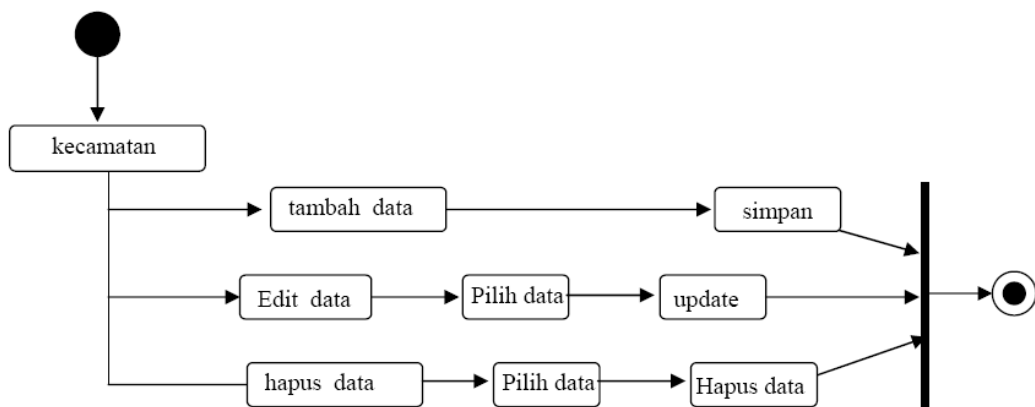 kecamatan
tambah data
simpan
Edit data
Pilih data
update
hapus data
Pilih data
Hapus data